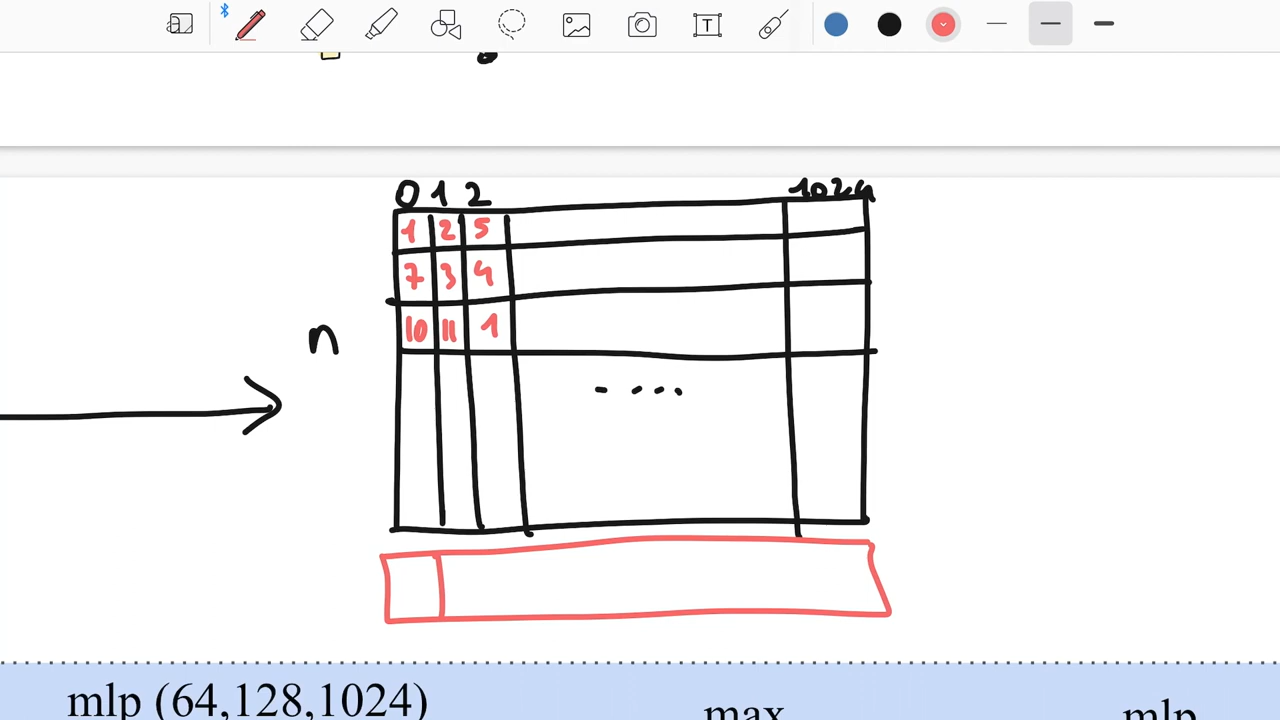 0 1 2 1024
1 2 5
7 3 4
10 11 1
n
mlp (64,128,1024) max mlp